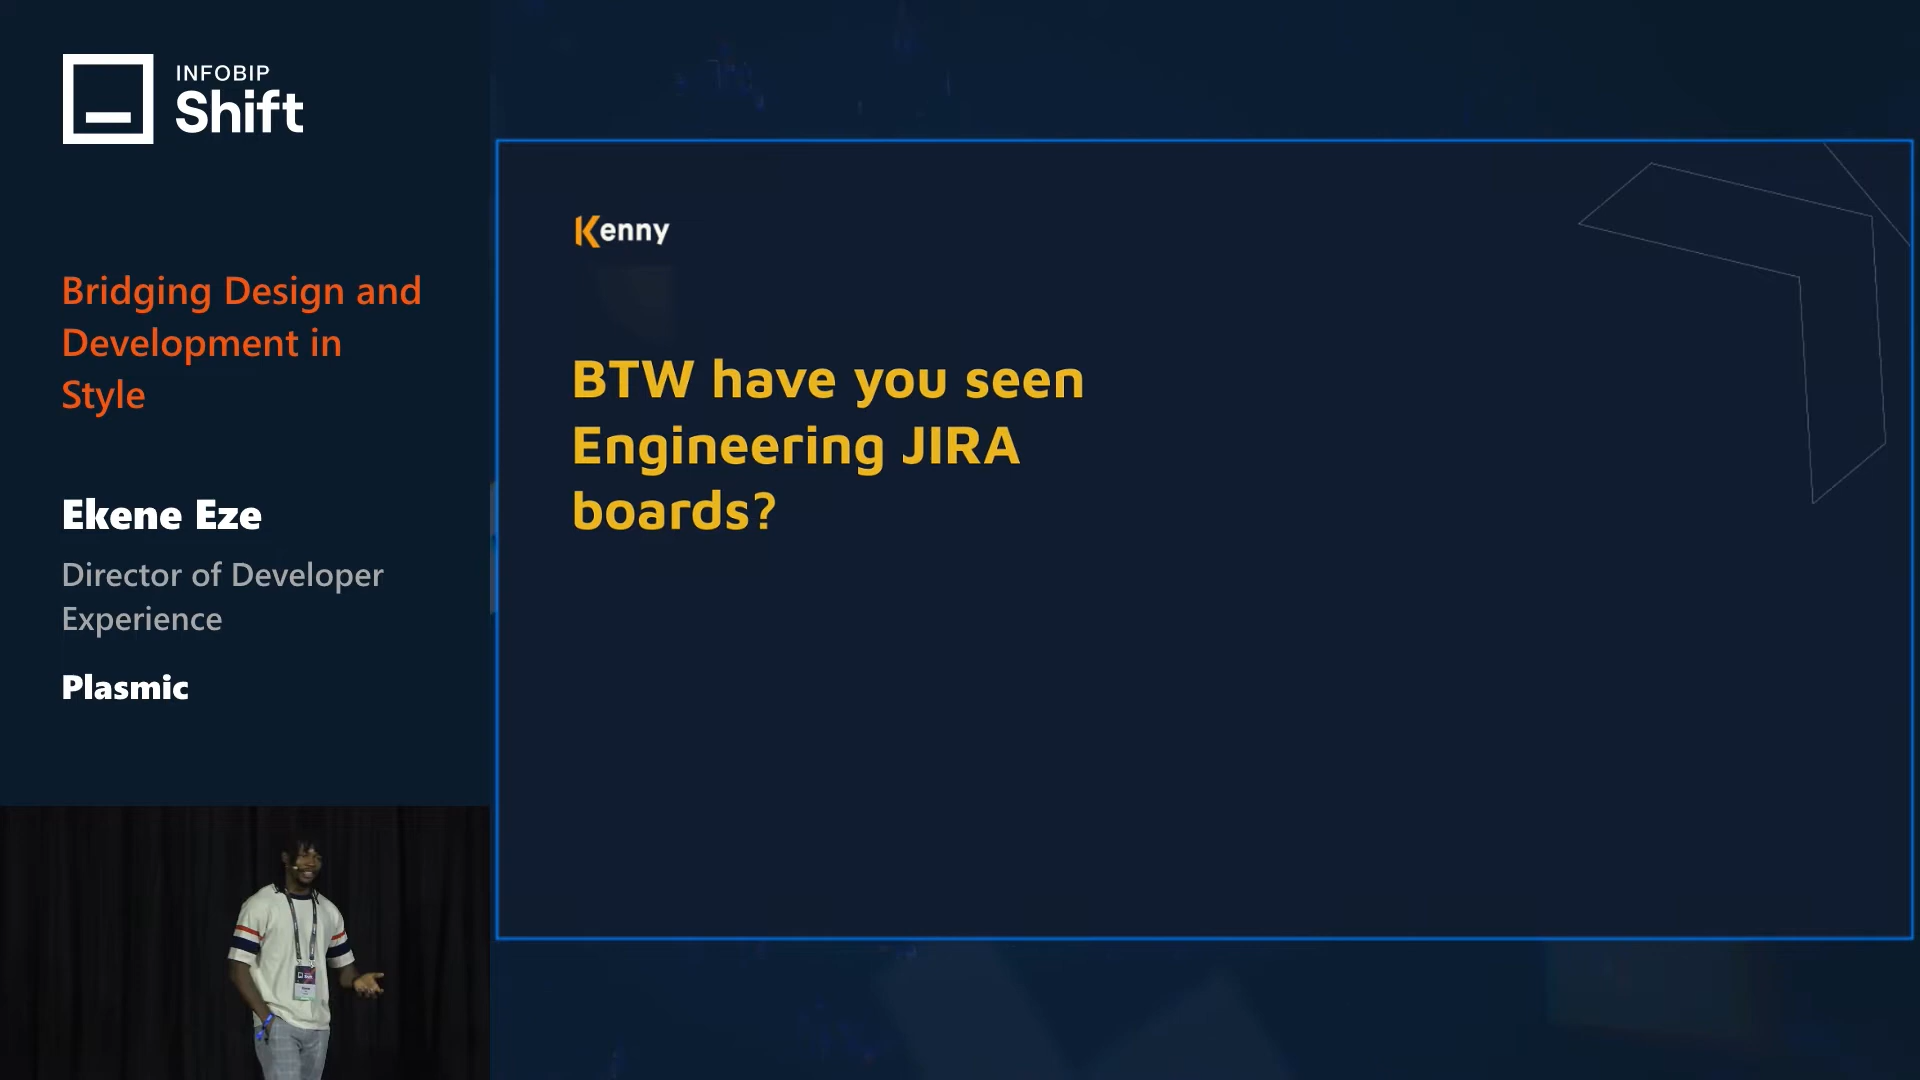 INFOBIP
Shift
Bridging Design and
Development in
Style
Ekene Eze
Director of Developer
Experience
Plasmic
Kenny
BTW have you seen
Engineering JIRA
boards?